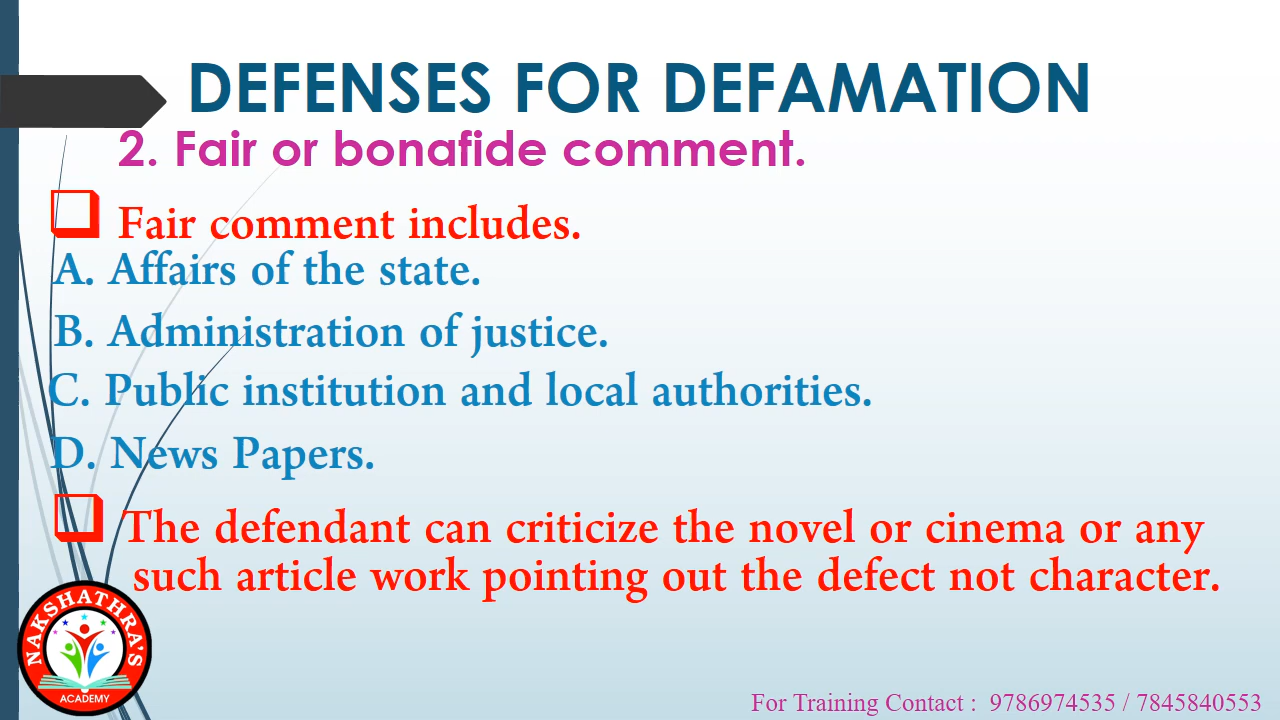 DEFENSES FOR DEFAMATION
2. Fair or bonafide comment.
Fair comment includes.
A. Affairs of the state.
B. Administration of justice.
C. Public institution and local authorities.
D. News Papers.
The defendant can criticize the novel or cinema or any
such article work pointing out the defect not character.
NAKSHATHRA'S
ACADEMY
For Training Contact : 9786974535 / 7845840553